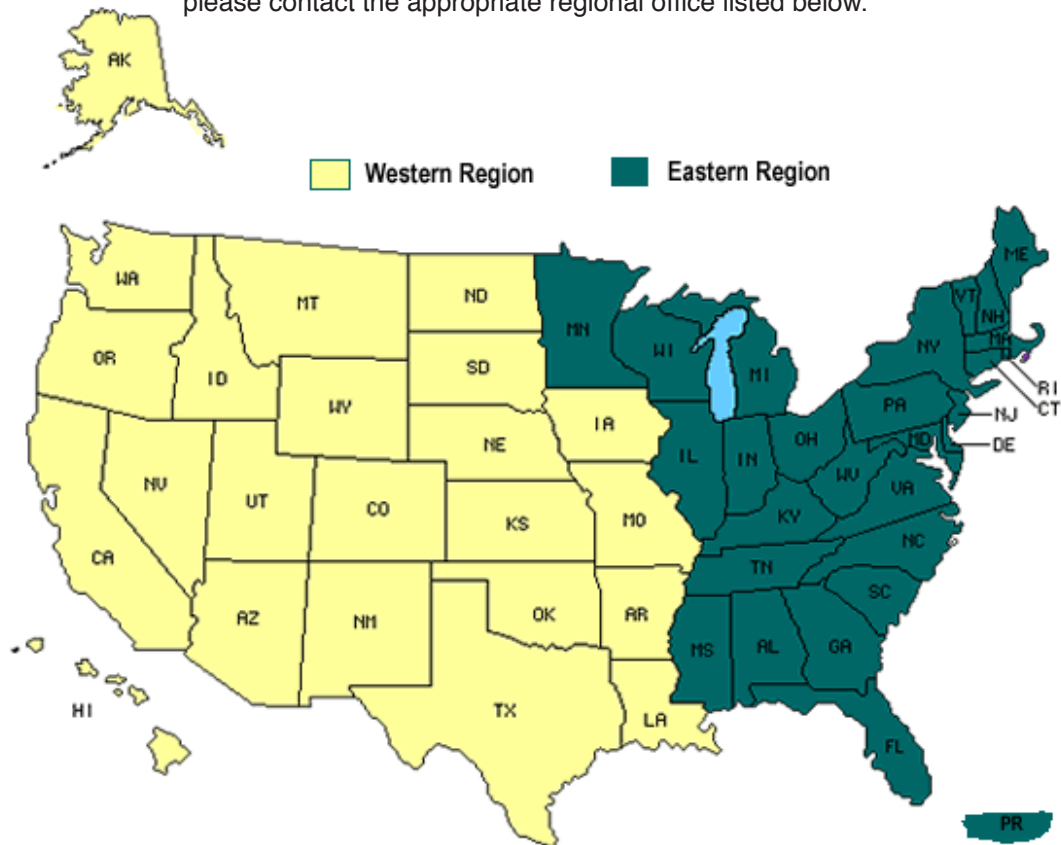 please contact the appropriate regional office listed below.
AK
Western Region
Eastern Region
WA
MT
ND
MN
ME
VT
NH
OR
ID
SD
WI
MI
NY
MA
WY
RI
CT
NE
IA
PA
NJ
NV
UT
CO
KS
MO
IL
IN
OH
WV
MD
DE
VA
KY
CA
NC
TN
AZ
NM
OK
AR
SC
MS
AL
GA
HI
TX
LA
FL
PR